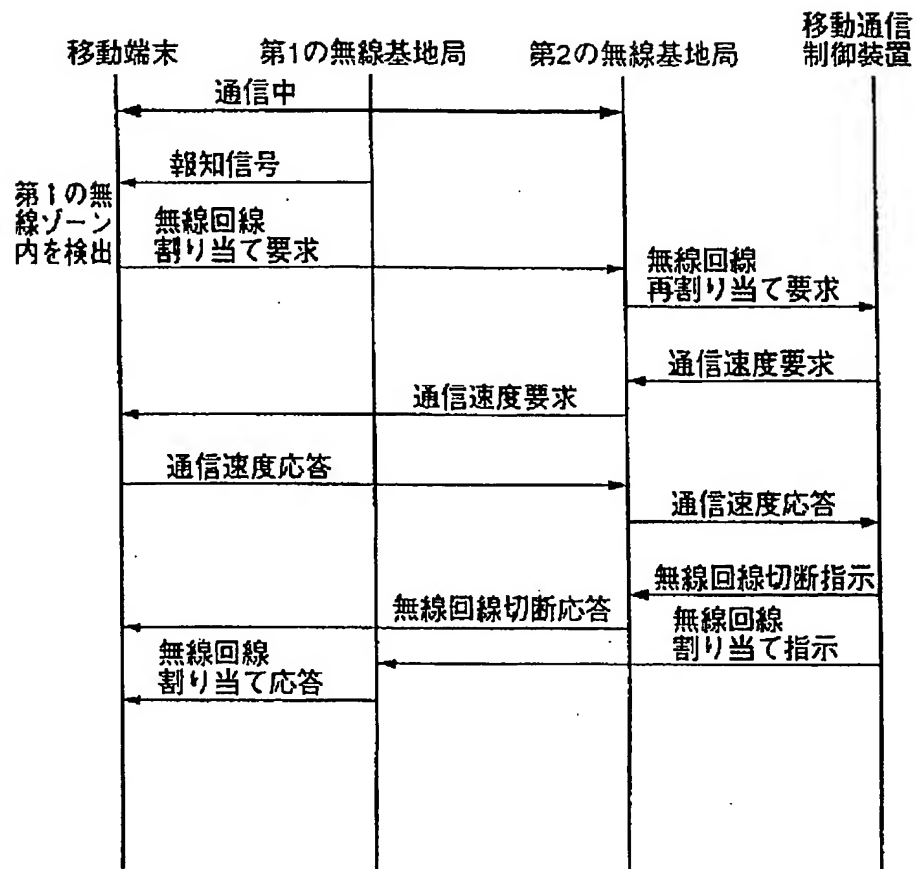 移動端末
第1の無線基地局
第2の無線基地局
移動通信
制御装置
通信中
報知信号
第1の無
線ゾーン
内を検出
無線回線
割り当て要求
無線回線
再割り当て要求
通信速度要求
通信速度要求
通信速度応答
通信速度応答
無線回線切断指示
無線回線切断応答
無線回線
割り当て指示
無線回線
割り当て応答